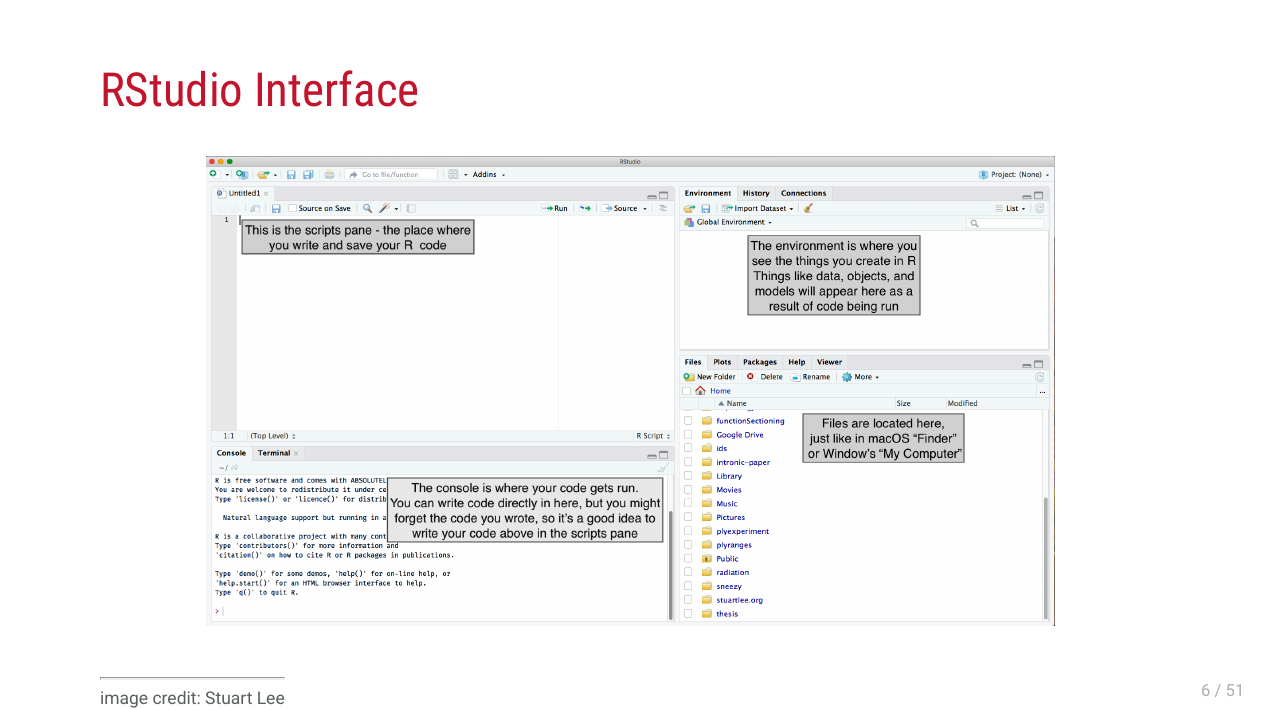 RStudio Interface
RStudio
Go to file/function
Addins
Project: (None)
Untitled1
Source on Save
Run
Source
1
This is the scripts pane - the place where
you write and save your R code
1:1
(Top Level)
R Script
Console Terminal
~/
R is free software and comes with ABSOLUTEL
You are welcome to redistribute it under ce
Type 'license()' or 'licence()' for distrib
Natural language support but running in a
R is a collaborative project with many cont
Type 'contributors()' for more information and
'citation()' on how to cite R or R packages in publications.
Type 'demo()' for some demos, 'help()' for on-line help, or
'help.start()' for an HTML browser interface to help.
Type 'q()' to quit R.
>
The console is where your code gets run.
You can write code directly in here, but you might
forget the code you wrote, so it's a good idea to
write your code above in the scripts pane
Environment History Connections
Import Dataset
List
Global Environment
The environment is where you
see the things you create in R
Things like data, objects, and
models will appear here as a
result of code being run
Files Plots Packages Help Viewer
New Folder Delete Rename More
Home
...
Name Size Modified
functionSectioning
Google Drive
ids
intronic-paper
Library
Movies
Music
Pictures
plyexperiment
plyranges
Public
radiation
sneezy
stuartlee.org
thesis
Files are located here,
just like in macOS “Finder”
or Window's “My Computer”
image credit: Stuart Lee
6 / 51